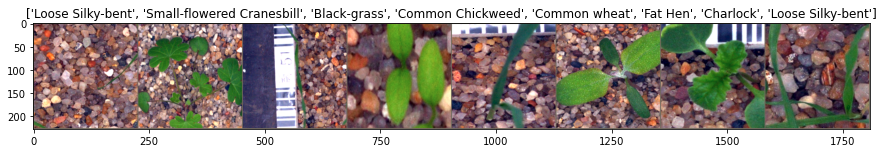 ['Loose Silky-bent', 'Small-flowered Cranesbill', 'Black-grass', 'Common Chickweed', 'Common wheat', 'Fat Hen', 'Charlock', 'Loose Silky-bent']
0
50
100
150
200
0 250 500 750 1000 1250 1500 1750